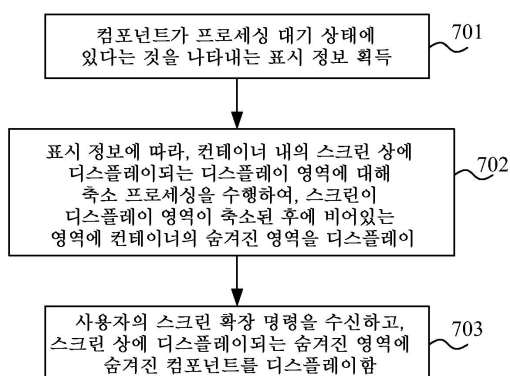 컴포넌트가 프로세싱 대기 상태에
있다는 것을 나타내는 표시 정보 획득
701
표시 정보에 따라, 컨테이너 내의 스크린 상에
디스플레이되는 디스플레이 영역에 대해
축소 프로세싱을 수행하여, 스크린이
디스플레이 영역이 축소된 후에 비어있는
영역에 컨테이너의 숨겨진 영역을 디스플레이
702
사용자의 스크린 확장 명령을 수신하고,
스크린 상에 디스플레이되는 숨겨진 영역에
숨겨진 컴포넌트를 디스플레이함
703